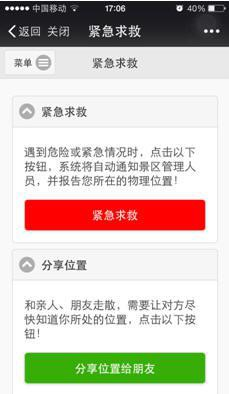 中国移动 17:06 40%
返回 关闭 紧急求救
菜单 紧急求救
紧急求救
遇到危险或紧急情况时，点击以下
按钮，系统将自动通知景区管理人
员，并报告您所在的物理位置！
紧急求救
分享位置
和亲人、朋友走散，需要让对方尽
快知道你所处的位置，点击以下按
钮！
分享位置给朋友